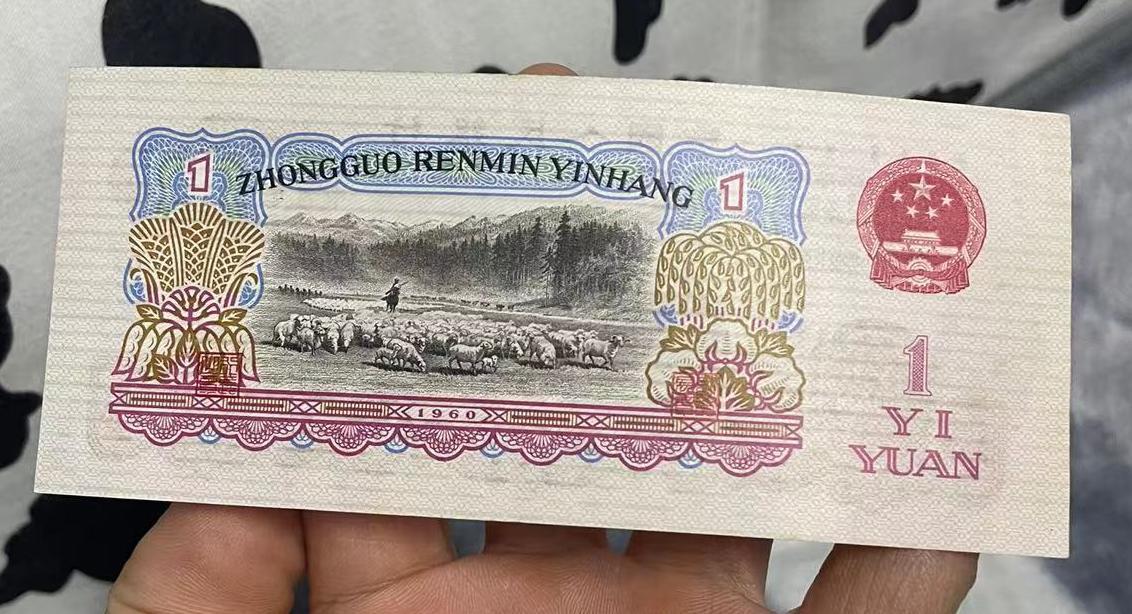 1
ZHONGGUO RENMIN YINHANG
1
1960
1
YI
YUAN